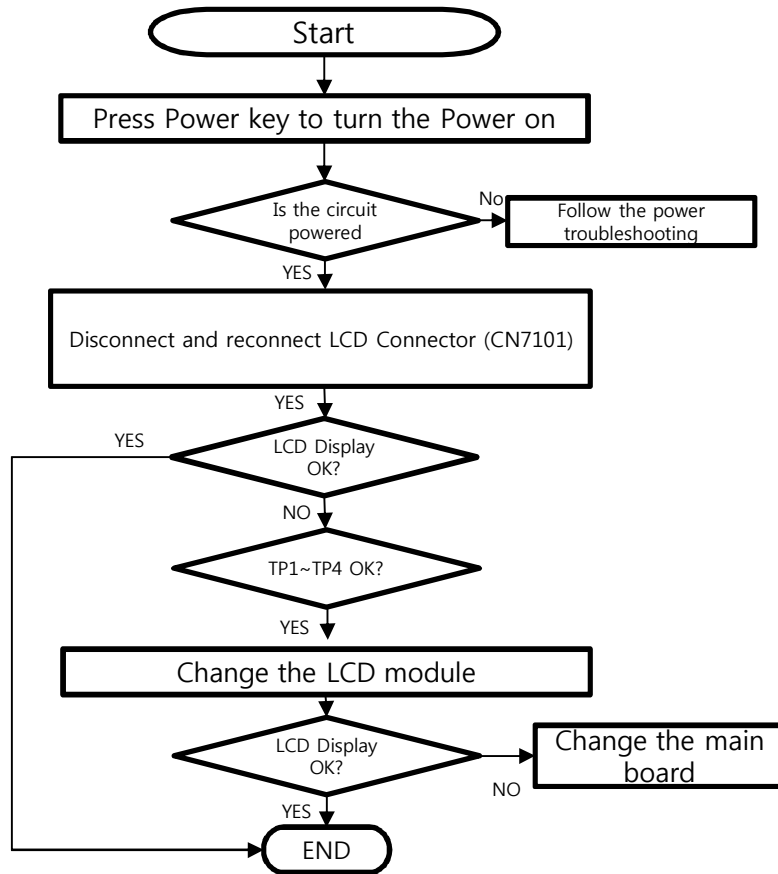 Start
Press Power key to turn the Power on
Is the circuit
powered
No
Follow the power
troubleshooting
YES
Disconnect and reconnect LCD Connector (CN7101)
YES
YES
LCD Display
OK?
NO
TP1~TP4 OK?
YES
Change the LCD module
LCD Display
OK?
NO
Change the main
board
YES
END